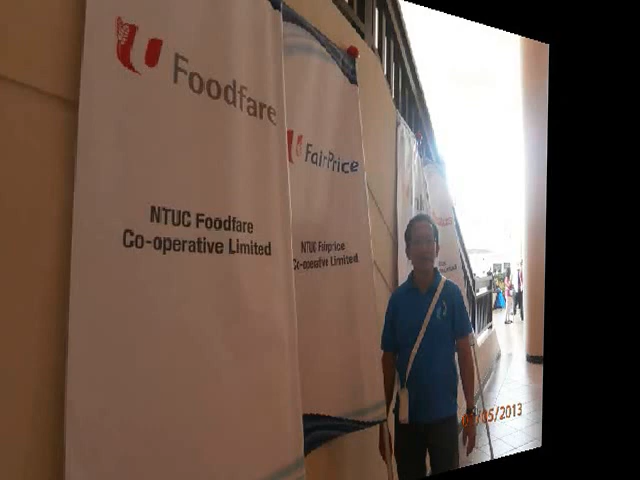 Foodfare
NTUC Foodfare
Co-operative Limited
FairPrice
NTUC Fairprice
Co-operative Limited
/05/2013